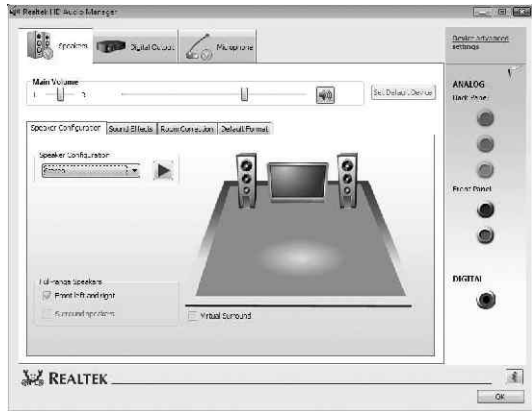 Realtek HD Audio Manager
Speakers
Digital Output
Microphone
Device advanced
settings
Main Volume
L
R
Set Default Device
ANALOG
Back Panel
Speaker Configuration
Sound Effects
Room Correction
Default Format
Speaker Configuration
Stereo
Front Panel
Full-range Speakers
Front left and right
Surround speakers
Virtual Surround
DIGITAL
REALTEK
OK